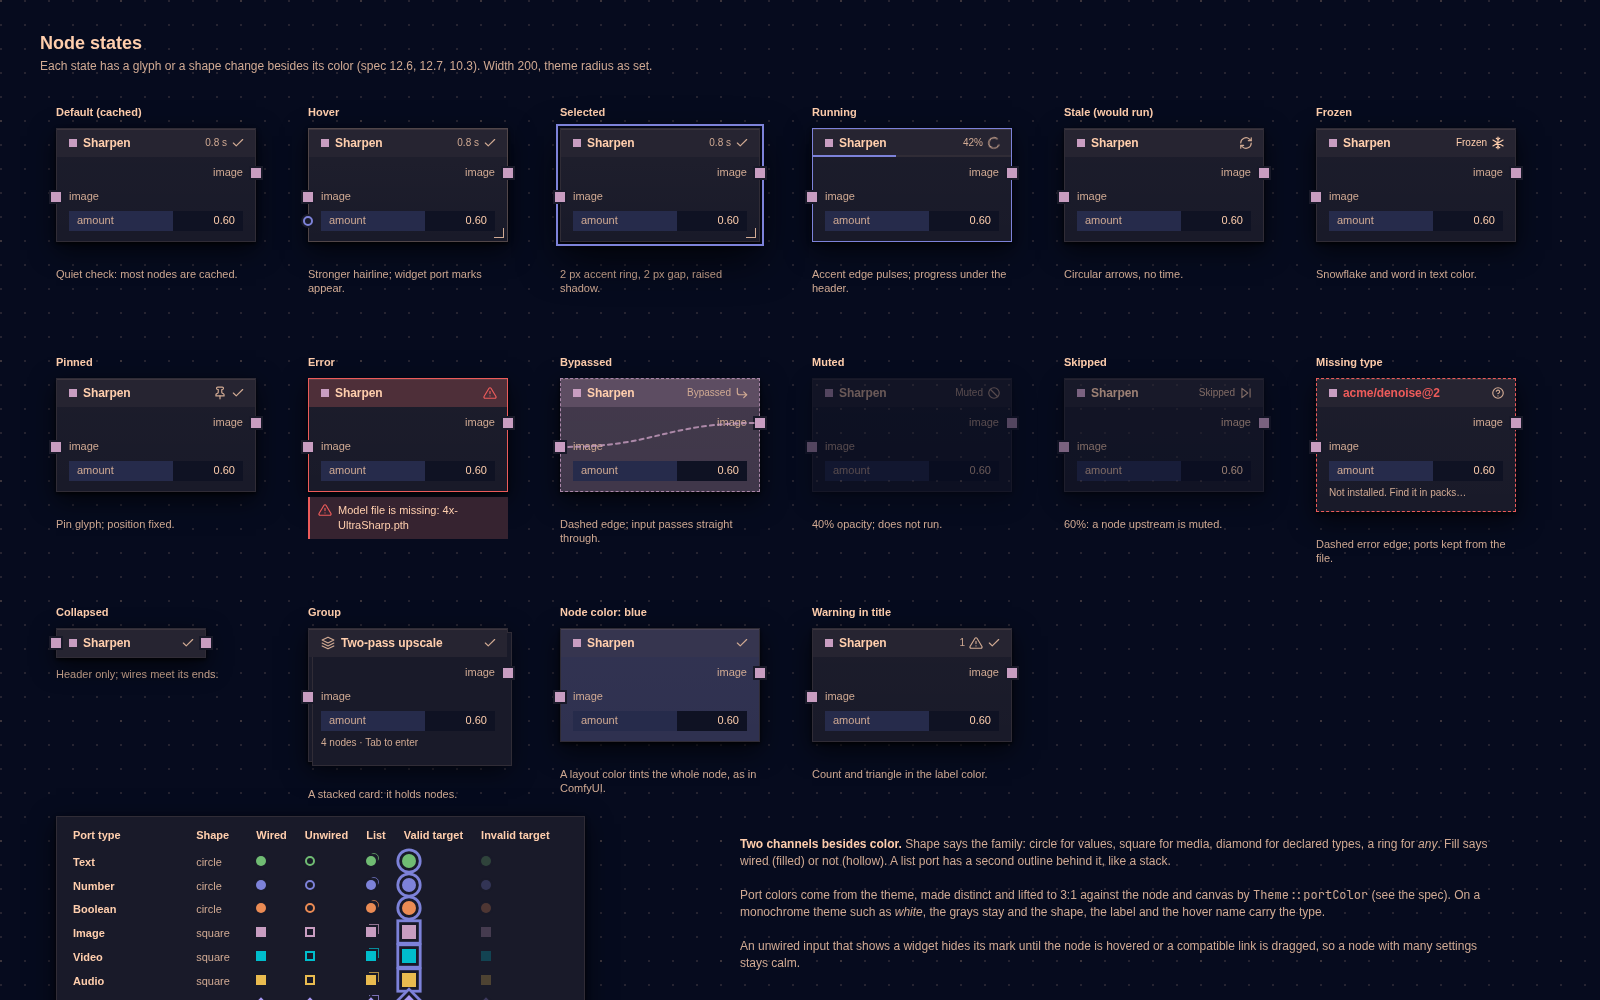 Node states
Each state has a glyph or a shape change besides its color (spec 12.6, 12.7, 10.3). Width 200, theme radius as set.
Default (cached)
Sharpen 0.8 s
image
image
amount 0.60
Quiet check: most nodes are cached.
Hover
Sharpen 0.8 s
image
image
amount 0.60
Stronger hairline; widget port marks
appear.
Selected
Sharpen 0.8 s
image
image
amount 0.60
2 px accent ring, 2 px gap, raised
shadow.
Running
Sharpen 42%
image
image
amount 0.60
Accent edge pulses; progress under the
header.
Stale (would run)
Sharpen
image
image
amount 0.60
Circular arrows, no time.
Frozen
Sharpen Frozen
image
image
amount 0.60
Snowflake and word in text color.
Pinned
Sharpen
image
image
amount 0.60
Pin glyph; position fixed.
Error
Sharpen
image
image
amount 0.60
Model file is missing: 4x-
UltraSharp.pth
Bypassed
Sharpen Bypassed
image
image
amount 0.60
Dashed edge; input passes straight
through.
Muted
Sharpen Muted
image
image
amount 0.60
40% opacity; does not run.
Skipped
Sharpen Skipped
image
image
amount 0.60
60%: a node upstream is muted.
Missing type
acme/denoise@2
image
image
amount 0.60
Not installed. Find it in packs…
Dashed error edge; ports kept from the
file.
Collapsed
Sharpen
Header only; wires meet its ends.
Group
Two-pass upscale
image
image
amount 0.60
4 nodes · Tab to enter
A stacked card: it holds nodes.
Node color: blue
Sharpen
image
image
amount 0.60
A layout color tints the whole node, as in
ComfyUI.
Warning in title
Sharpen 1
image
image
amount 0.60
Count and triangle in the label color.
Port type Shape Wired Unwired List Valid target Invalid target
Text circle
Number circle
Boolean circle
Image square
Video square
Audio square
Two channels besides color. Shape says the family: circle for values, square for media, diamond for declared types, a ring for any. Fill says
wired (filled) or not (hollow). A list port has a second outline behind it, like a stack.
Port colors come from the theme, made distinct and lifted to 3:1 against the node and canvas by Theme::portColor (see the spec). On a
monochrome theme such as white, the grays stay and the shape, the label and the hover name carry the type.
An unwired input that shows a widget hides its mark until the node is hovered or a compatible link is dragged, so a node with many settings
stays calm.